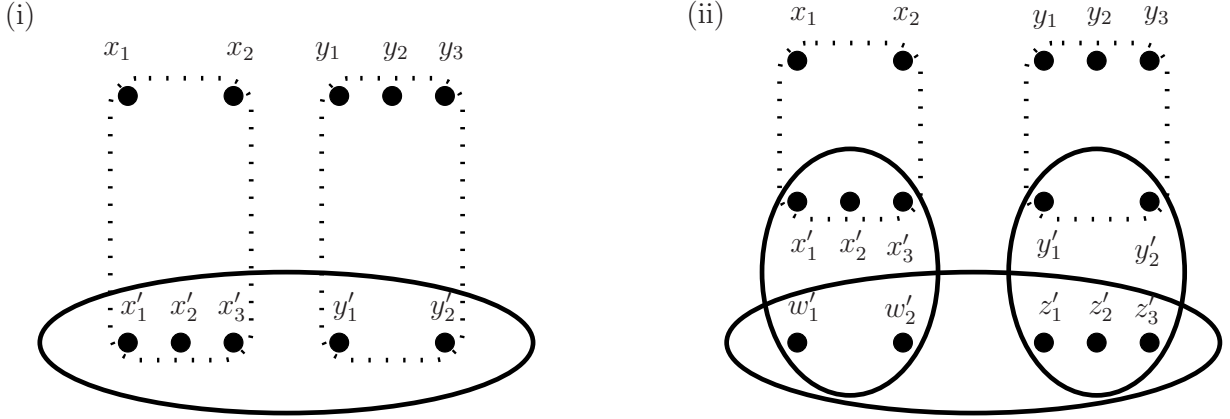 (i) (ii)
x₁ x₂ y₁ y₂ y₃ x₁ x₂ y₁ y₂ y₃
x′₁ x′₂ x′₃ y′₁ y′₂
x′₁ x′₂ x′₃ y′₁ y′₂
w′₁ w′₂ z′₁ z′₂ z′₃